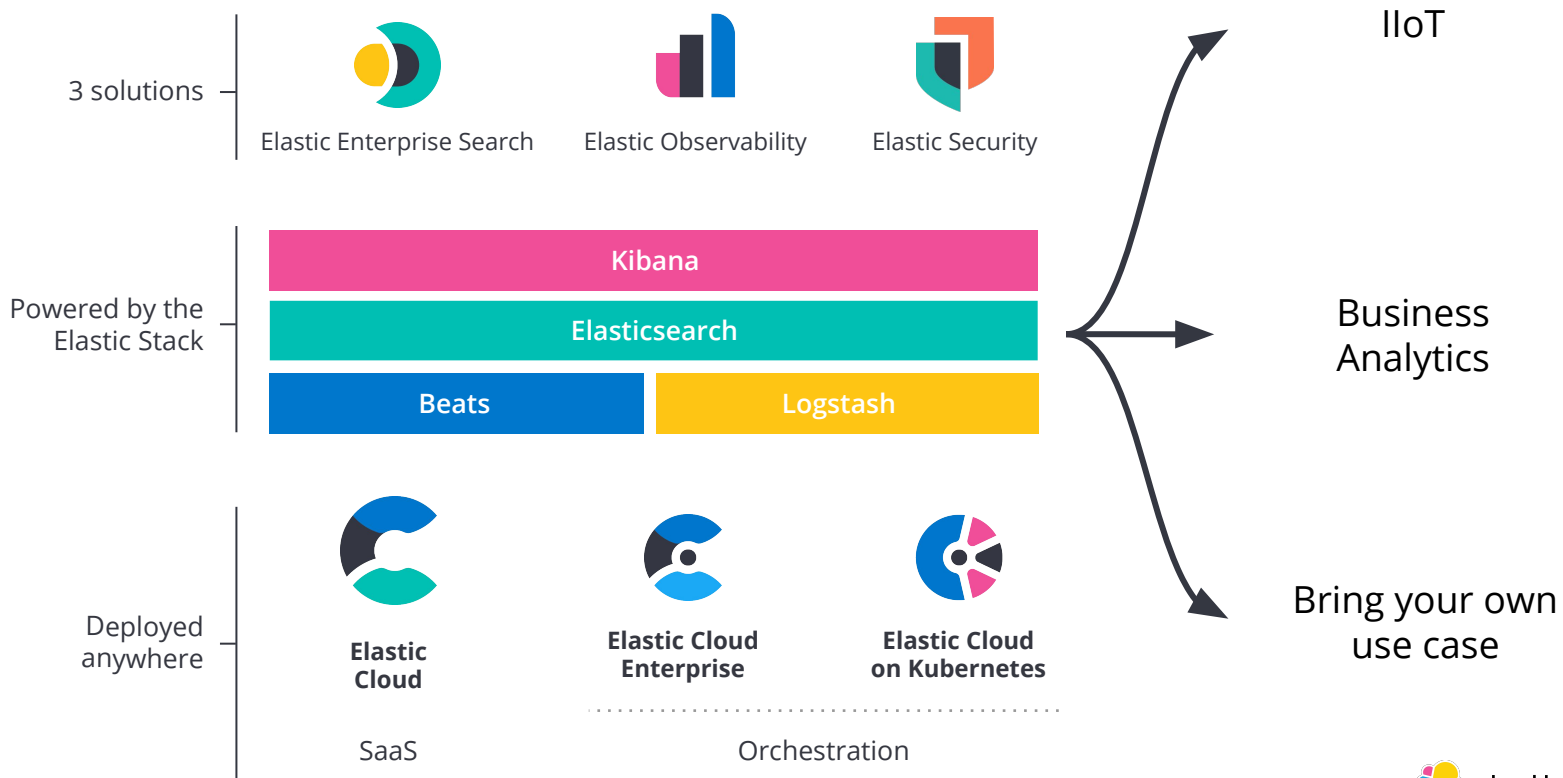 3 solutions
Elastic Enterprise Search
Elastic Observability
Elastic Security
IIoT
Powered by the
Elastic Stack
Kibana
Elasticsearch
Beats
Logstash
Business
Analytics
Deployed
anywhere
Elastic
Cloud
Elastic Cloud
Enterprise
Elastic Cloud
on Kubernetes
SaaS
Orchestration
Bring your own
use case